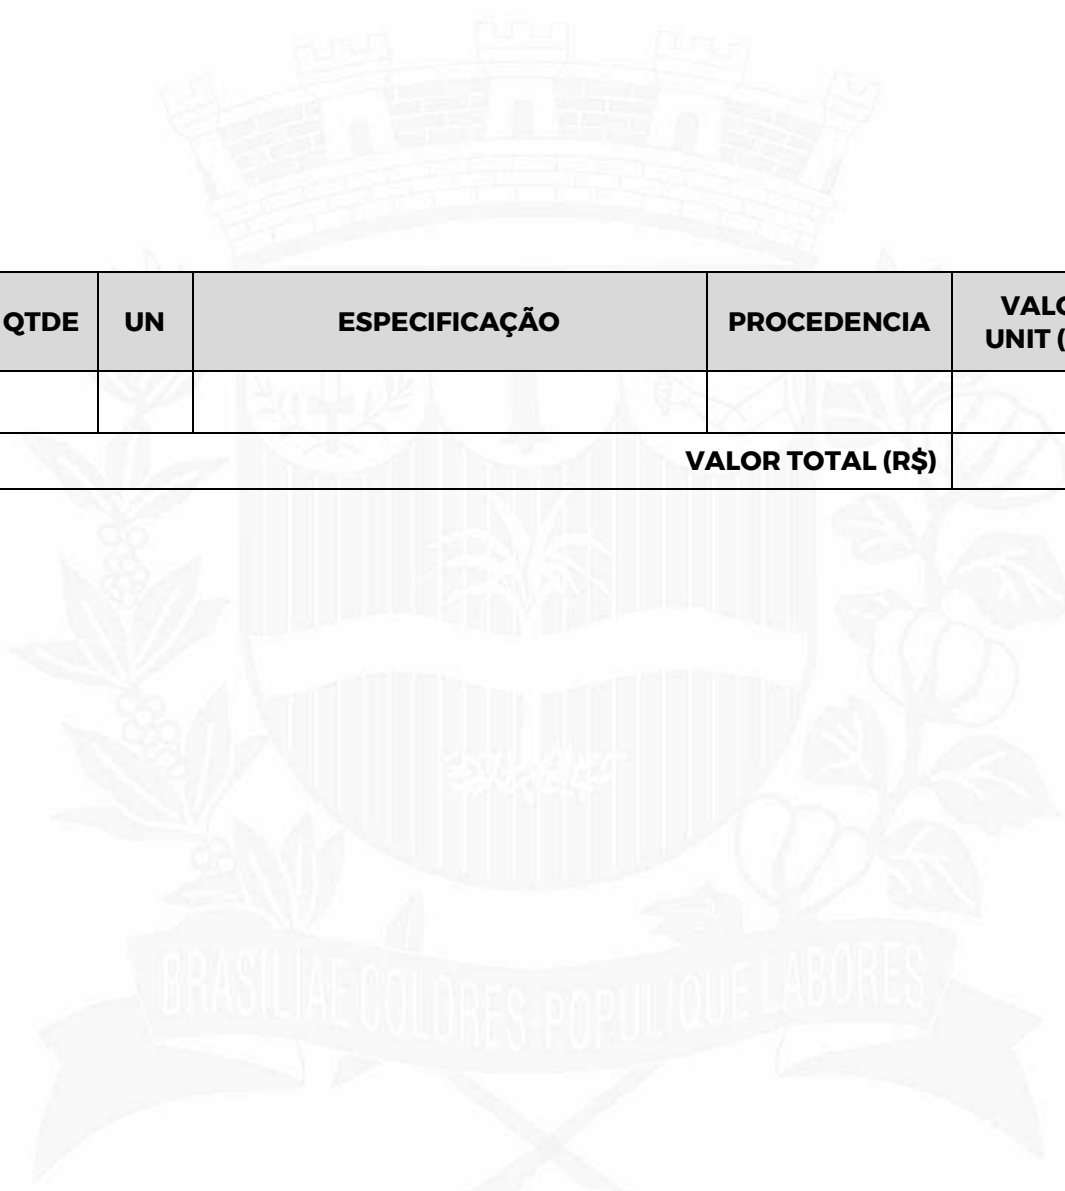 QTDE UN ESPECIFICAÇÃO PROCEDENCIA VALO
UNIT (
VALOR TOTAL (R$)
BRASILIAE COLORES-POPULIQUE LABORES